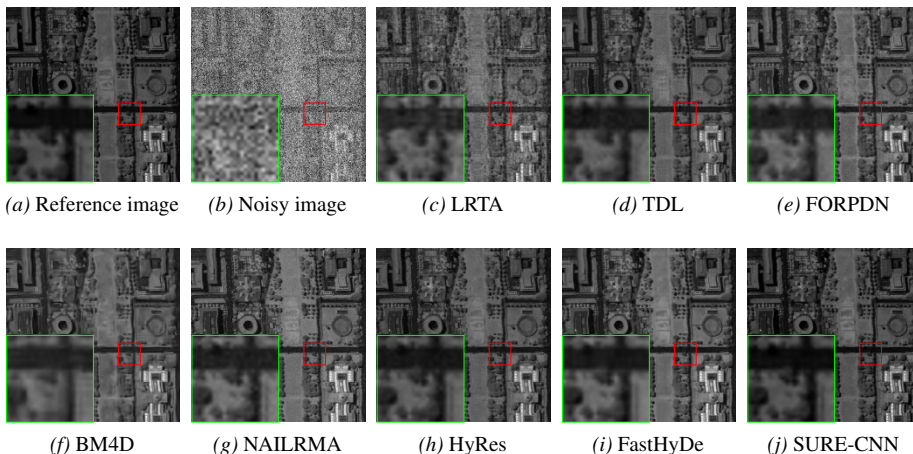 (a) Reference image (b) Noisy image (c) LRTA (d) TDL (e) FORPDN
(f) BM4D (g) NAILRMA (h) HyRes (i) FastHyDe (j) SURE-CNN